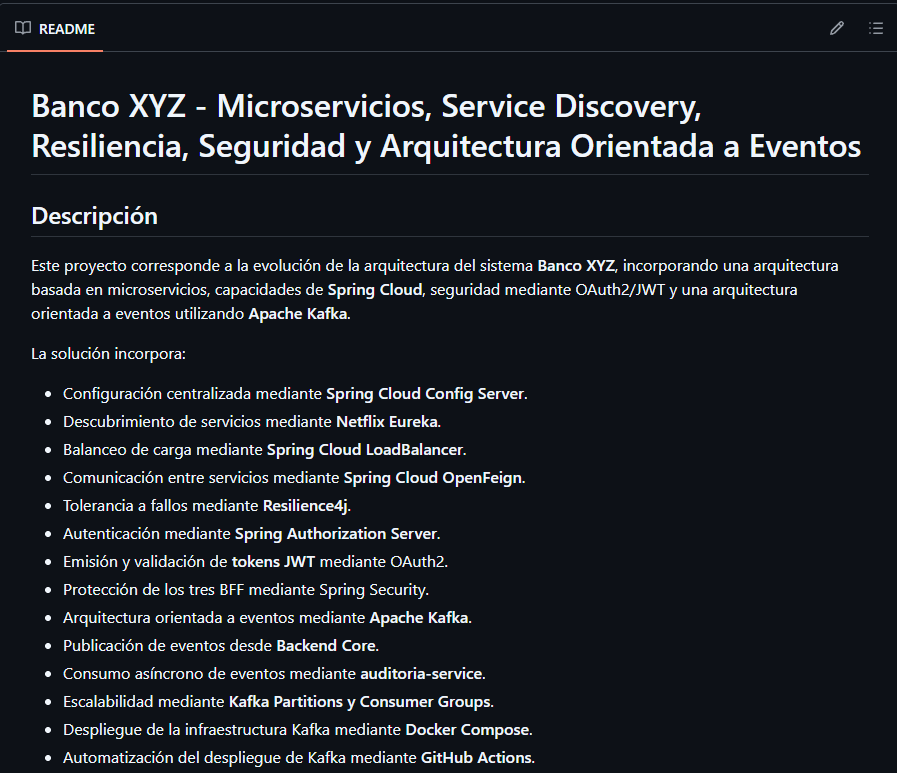 README
Banco XYZ - Microservicios, Service Discovery,
Resiliencia, Seguridad y Arquitectura Orientada a Eventos
Descripción
Este proyecto corresponde a la evolución de la arquitectura del sistema Banco XYZ, incorporando una arquitectura
basada en microservicios, capacidades de Spring Cloud, seguridad mediante OAuth2/JWT y una arquitectura
orientada a eventos utilizando Apache Kafka.
La solución incorpora:
• Configuración centralizada mediante Spring Cloud Config Server.
• Descubrimiento de servicios mediante Netflix Eureka.
• Balanceo de carga mediante Spring Cloud LoadBalancer.
• Comunicación entre servicios mediante Spring Cloud OpenFeign.
• Tolerancia a fallos mediante Resilience4j.
• Autenticación mediante Spring Authorization Server.
• Emisión y validación de tokens JWT mediante OAuth2.
• Protección de los tres BFF mediante Spring Security.
• Arquitectura orientada a eventos mediante Apache Kafka.
• Publicación de eventos desde Backend Core.
• Consumo asíncrono de eventos mediante auditoria-service.
• Escalabilidad mediante Kafka Partitions y Consumer Groups.
• Despliegue de la infraestructura Kafka mediante Docker Compose.
• Automatización del despliegue de Kafka mediante GitHub Actions.